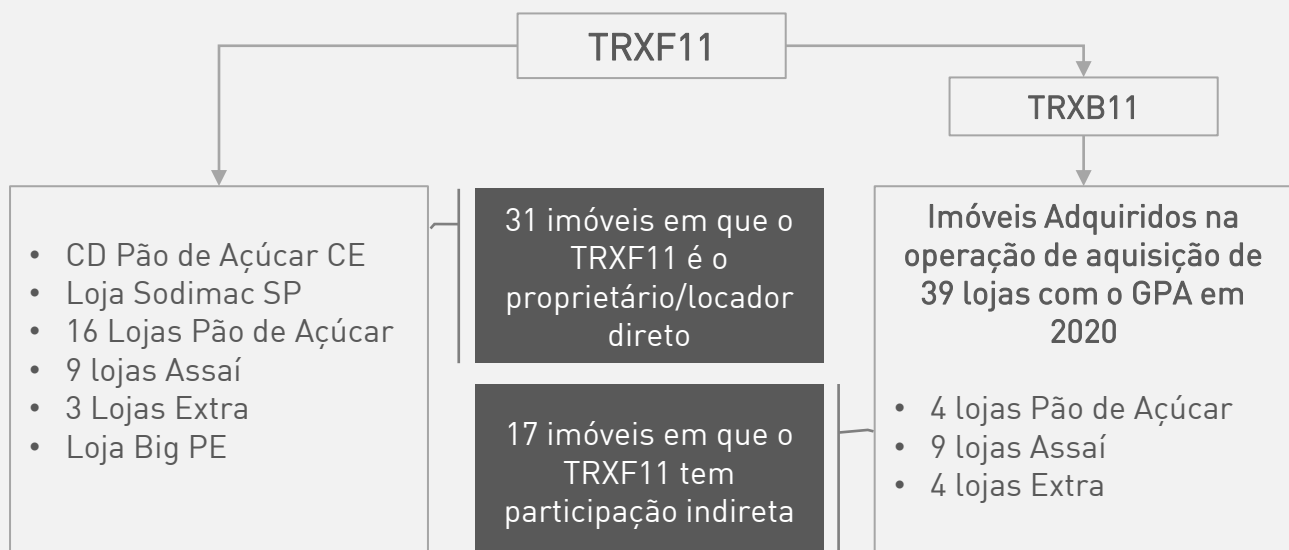 TRXF11
TRXB11
• CD Pão de Açúcar CE
• Loja Sodimac SP
• 16 Lojas Pão de Açúcar
• 9 lojas Assaí
• 3 Lojas Extra
• Loja Big PE
31 imóveis em que o
TRXF11 é o
proprietário/locador
direto
17 imóveis em que o
TRXF11 tem
participação indireta
Imóveis Adquiridos na
operação de aquisição de
39 lojas com o GPA em
2020
• 4 lojas Pão de Açúcar
• 9 lojas Assaí
• 4 lojas Extra